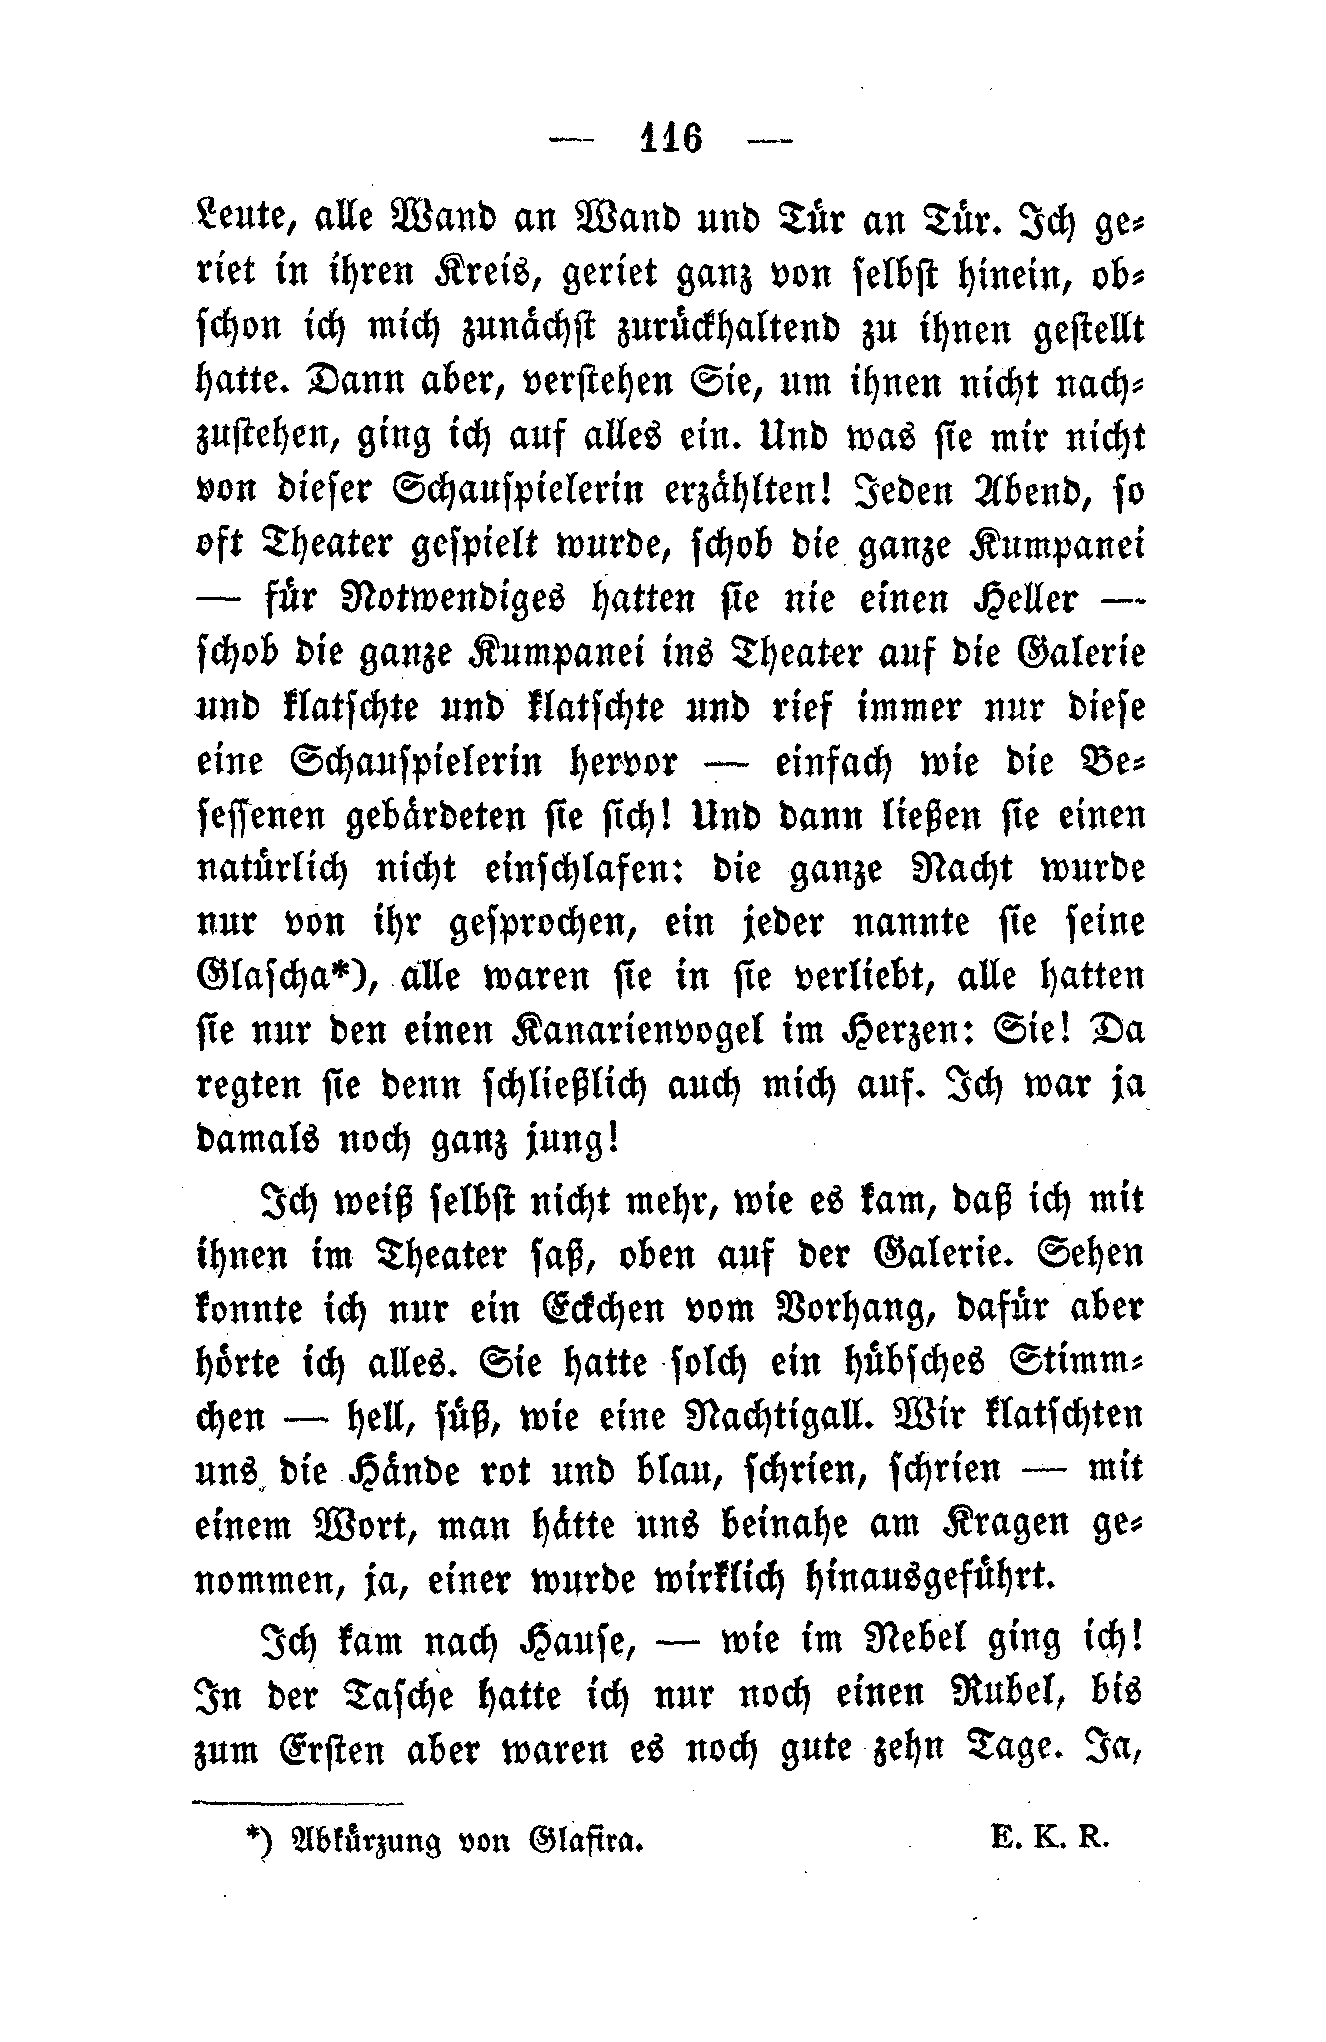 — 116 —
Leute, alle Wand an Wand und Tür an Tür. Ich ge-
riet in ihren Kreis, geriet ganz von selbst hinein, ob-
schon ich mich zunächst zurückhaltend zu ihnen gestellt
hatte. Dann aber, verstehen Sie, um ihnen nicht nach-
zustehen, ging ich auf alles ein. Und was sie mir nicht
von dieser Schauspielerin erzählten! Jeden Abend, so
oft Theater gespielt wurde, schob die ganze Kumpanei
— für Notwendiges hatten sie nie einen Heller —
schob die ganze Kumpanei ins Theater auf die Galerie
und klatschte und klatschte und rief immer nur diese
eine Schauspielerin hervor — einfach wie die Be-
sessenen gebärdeten sie sich! Und dann ließen sie einen
natürlich nicht einschlafen: die ganze Nacht wurde
nur von ihr gesprochen, ein jeder nannte sie seine
Glascha*), alle waren sie in sie verliebt, alle hatten
sie nur den einen Kanarienvogel im Herzen: Sie! Da
regten sie denn schließlich auch mich auf. Ich war ja
damals noch ganz jung!
Ich weiß selbst nicht mehr, wie es kam, daß ich mit
ihnen im Theater saß, oben auf der Galerie. Sehen
konnte ich nur ein Eckchen vom Vorhang, dafür aber
hörte ich alles. Sie hatte solch ein hübsches Stimm-
chen — hell, süß, wie eine Nachtigall. Wir klatschten
uns die Hände rot und blau, schrien, schrien — mit
einem Wort, man hätte uns beinahe am Kragen ge-
nommen, ja, einer wurde wirklich hinausgeführt.
Ich kam nach Hause, — wie im Nebel ging ich!
In der Tasche hatte ich nur noch einen Rubel, bis
zum Ersten aber waren es noch gute zehn Tage. Ja,
*) Abkürzung von Glafira. E. K. R.